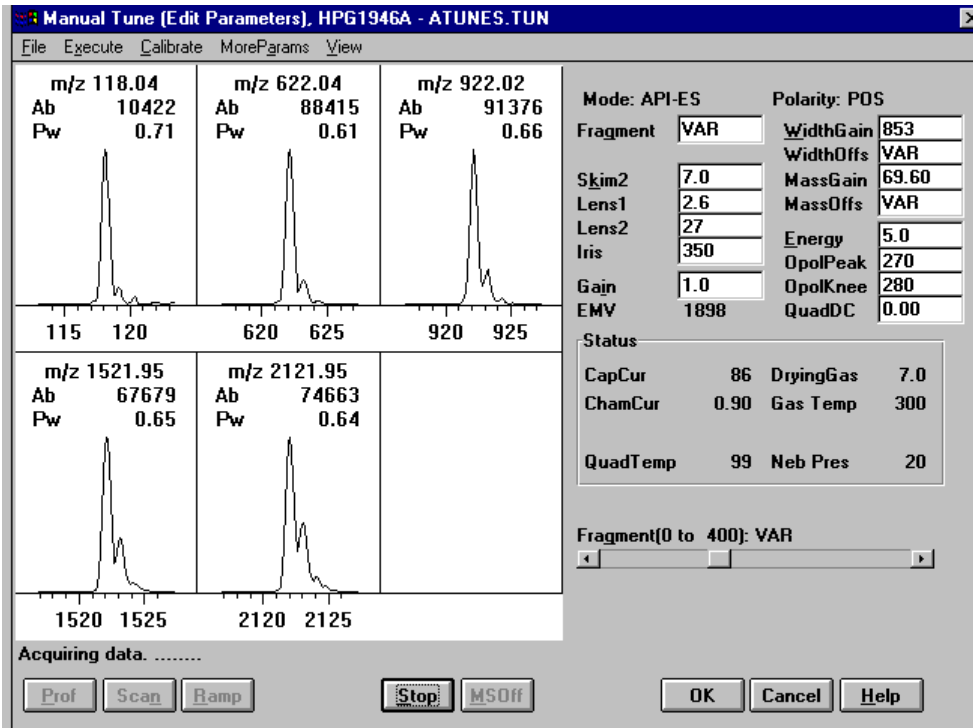 Manual Tune (Edit Parameters), HPG1946A - ATUNES.TUN
File Execute Calibrate MoreParams View
m/z 118.04
Ab 10422
Pw 0.71
115 120
m/z 622.04
Ab 88415
Pw 0.61
620 625
m/z 922.02
Ab 91376
Pw 0.66
920 925
m/z 1521.95
Ab 67679
Pw 0.65
1520 1525
m/z 2121.95
Ab 74663
Pw 0.64
2120 2125
Mode: API-ES Polarity: POS
Fragment VAR
Skim2 7.0
Lens1 2.6
Lens2 27
Iris 350
Gain 1.0
EMV 1898
WidthGain 853
WidthOffs VAR
MassGain 69.60
MassOffs VAR
Energy 5.0
OpolPeak 270
OpolKnee 280
QuadDC 0.00
Status
CapCur 86 DryingGas 7.0
ChamCur 0.90 Gas Temp 300
QuadTemp 99 Neb Pres 20
Fragment(0 to 400): VAR
Acquiring data. ........
Prof Scan Ramp Stop MSOff OK Cancel Help